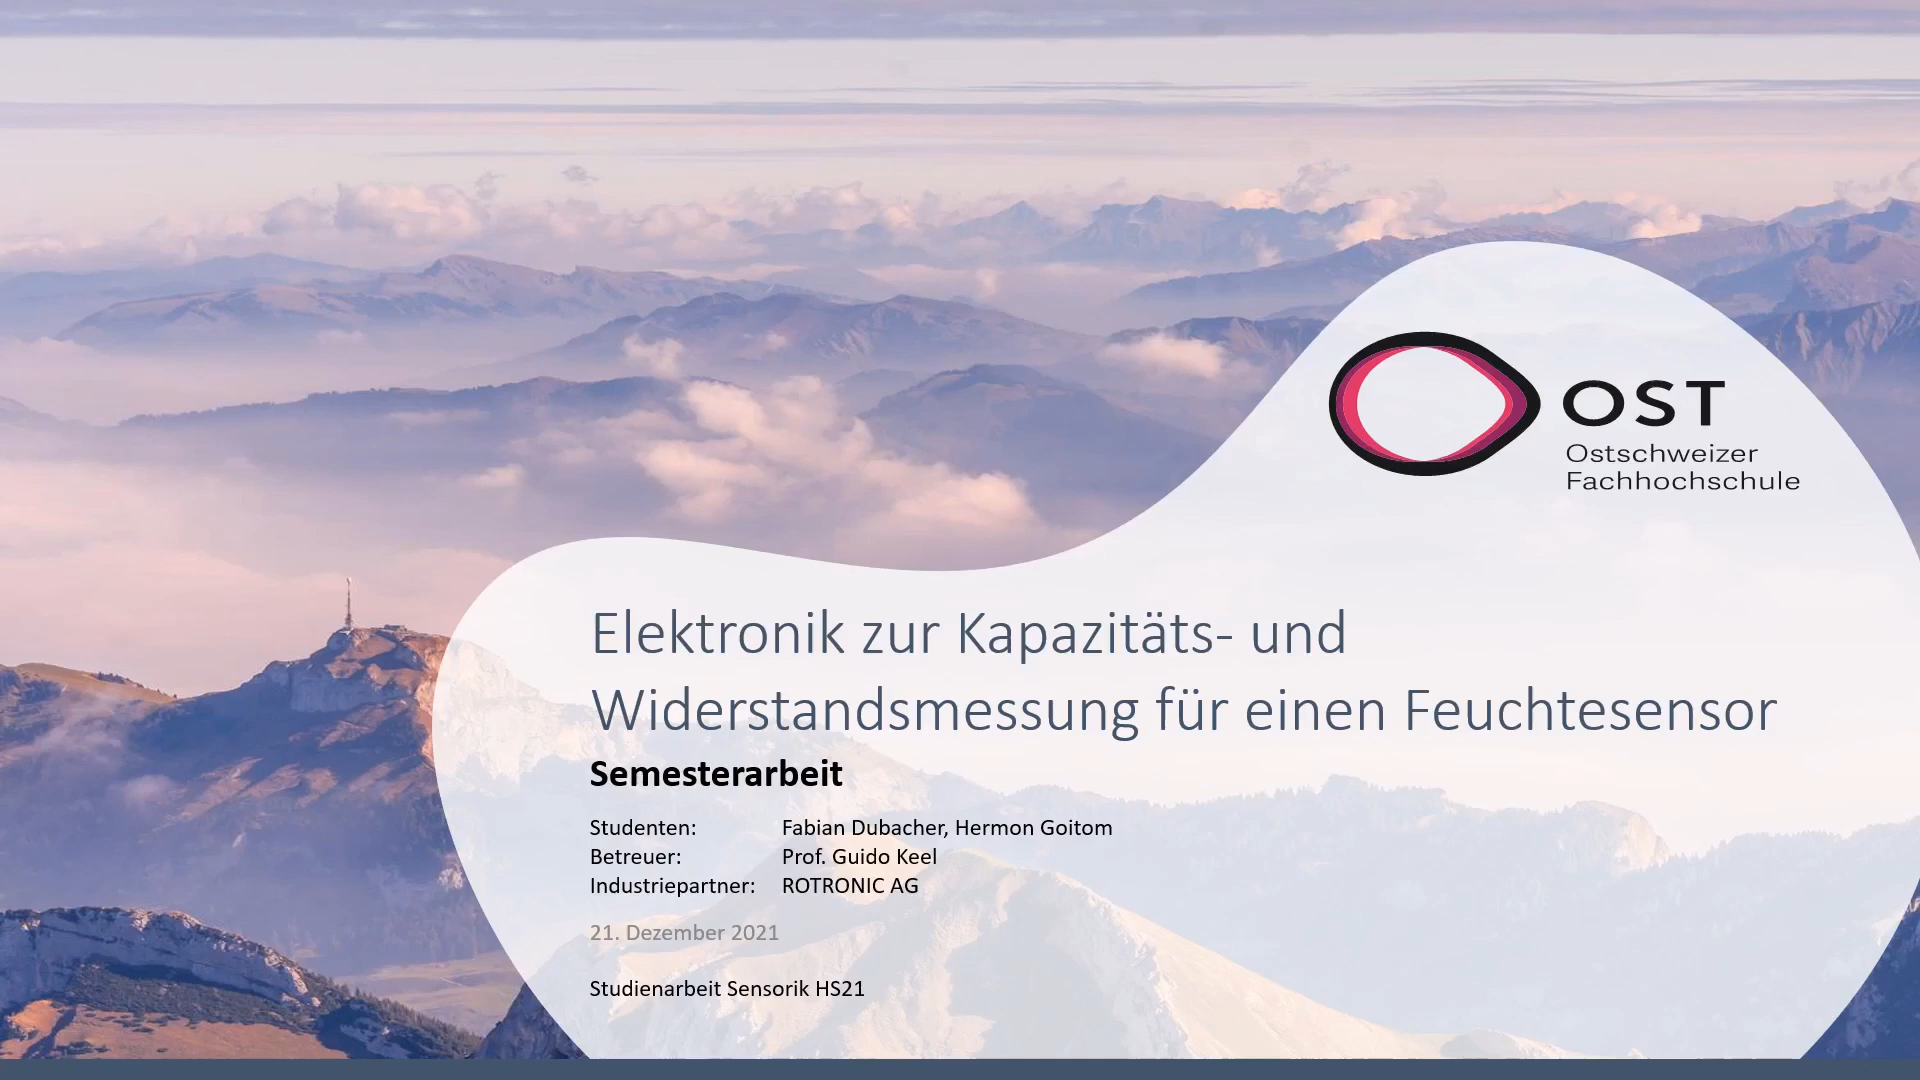 OST
Ostschweizer
Fachhochschule
Elektronik zur Kapazitäts- und
Widerstandsmessung für einen Feuchtesensor
Semesterarbeit
Studenten: Fabian Dubacher, Hermon Goitom
Betreuer: Prof. Guido Keel
Industriepartner: ROTRONIC AG
21. Dezember 2021
Studienarbeit Sensorik HS21